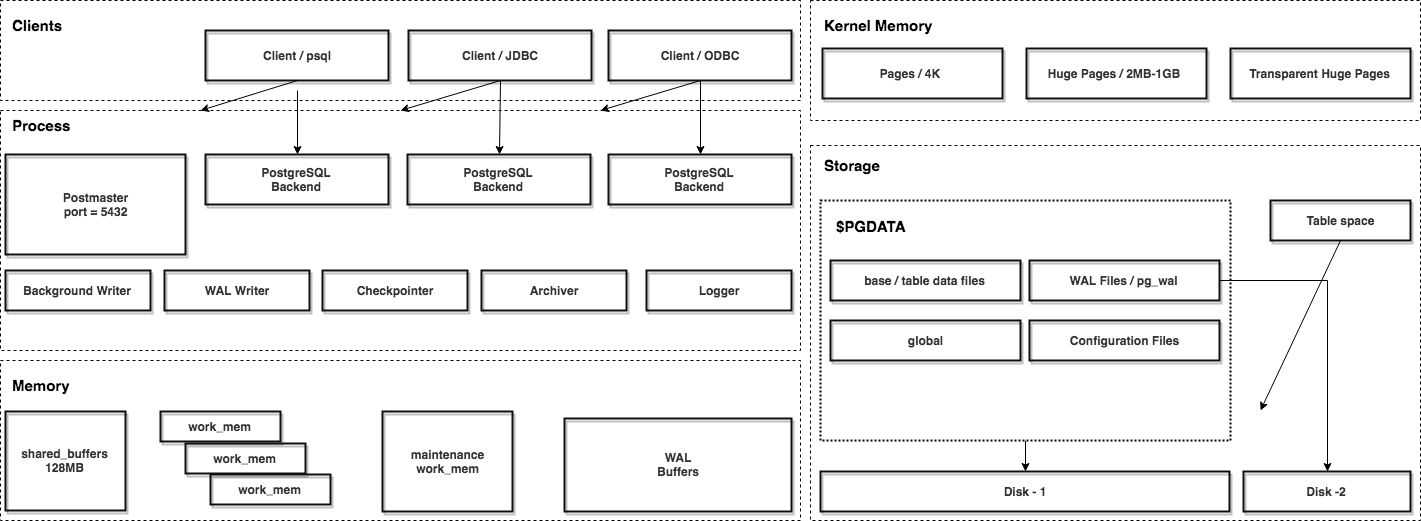 Clients
Client / psql
Client / JDBC
Client / ODBC
Process
Postmaster
port = 5432
PostgreSQL
Backend
PostgreSQL
Backend
PostgreSQL
Backend
Background Writer
WAL Writer
Checkpointer
Archiver
Logger
Memory
shared_buffers
128MB
work_mem
work_mem
work_mem
maintenance
work_mem
WAL
Buffers
Kernel Memory
Pages / 4K
Huge Pages / 2MB-1GB
Transparent Huge Pages
Storage
$PGDATA
base / table data files
WAL Files / pg_wal
global
Configuration Files
Table space
Disk - 1
Disk -2